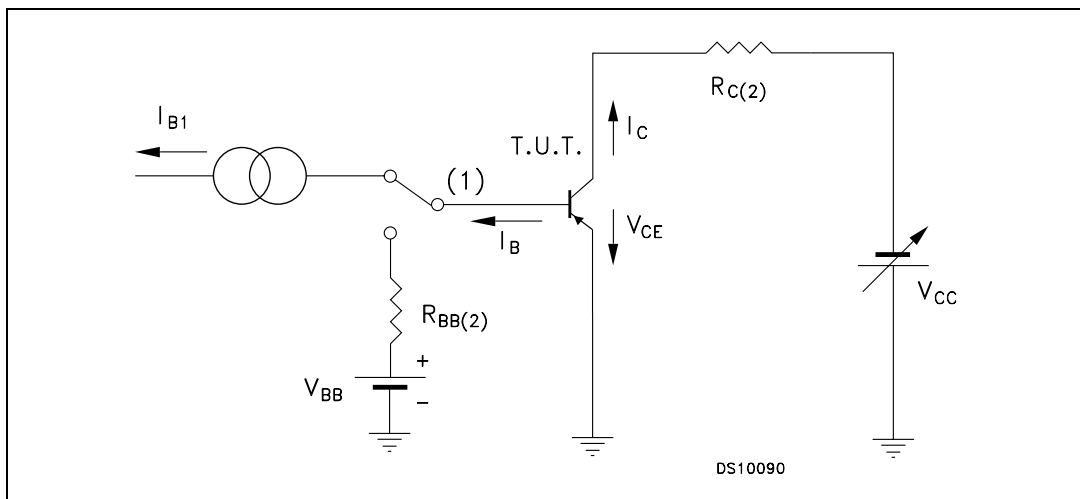 R_C(2)
I_B1
I_C
T.U.T.
(1)
V_CE
I_B
V_CC
R_BB(2)
+
V_BB
–
DS10090